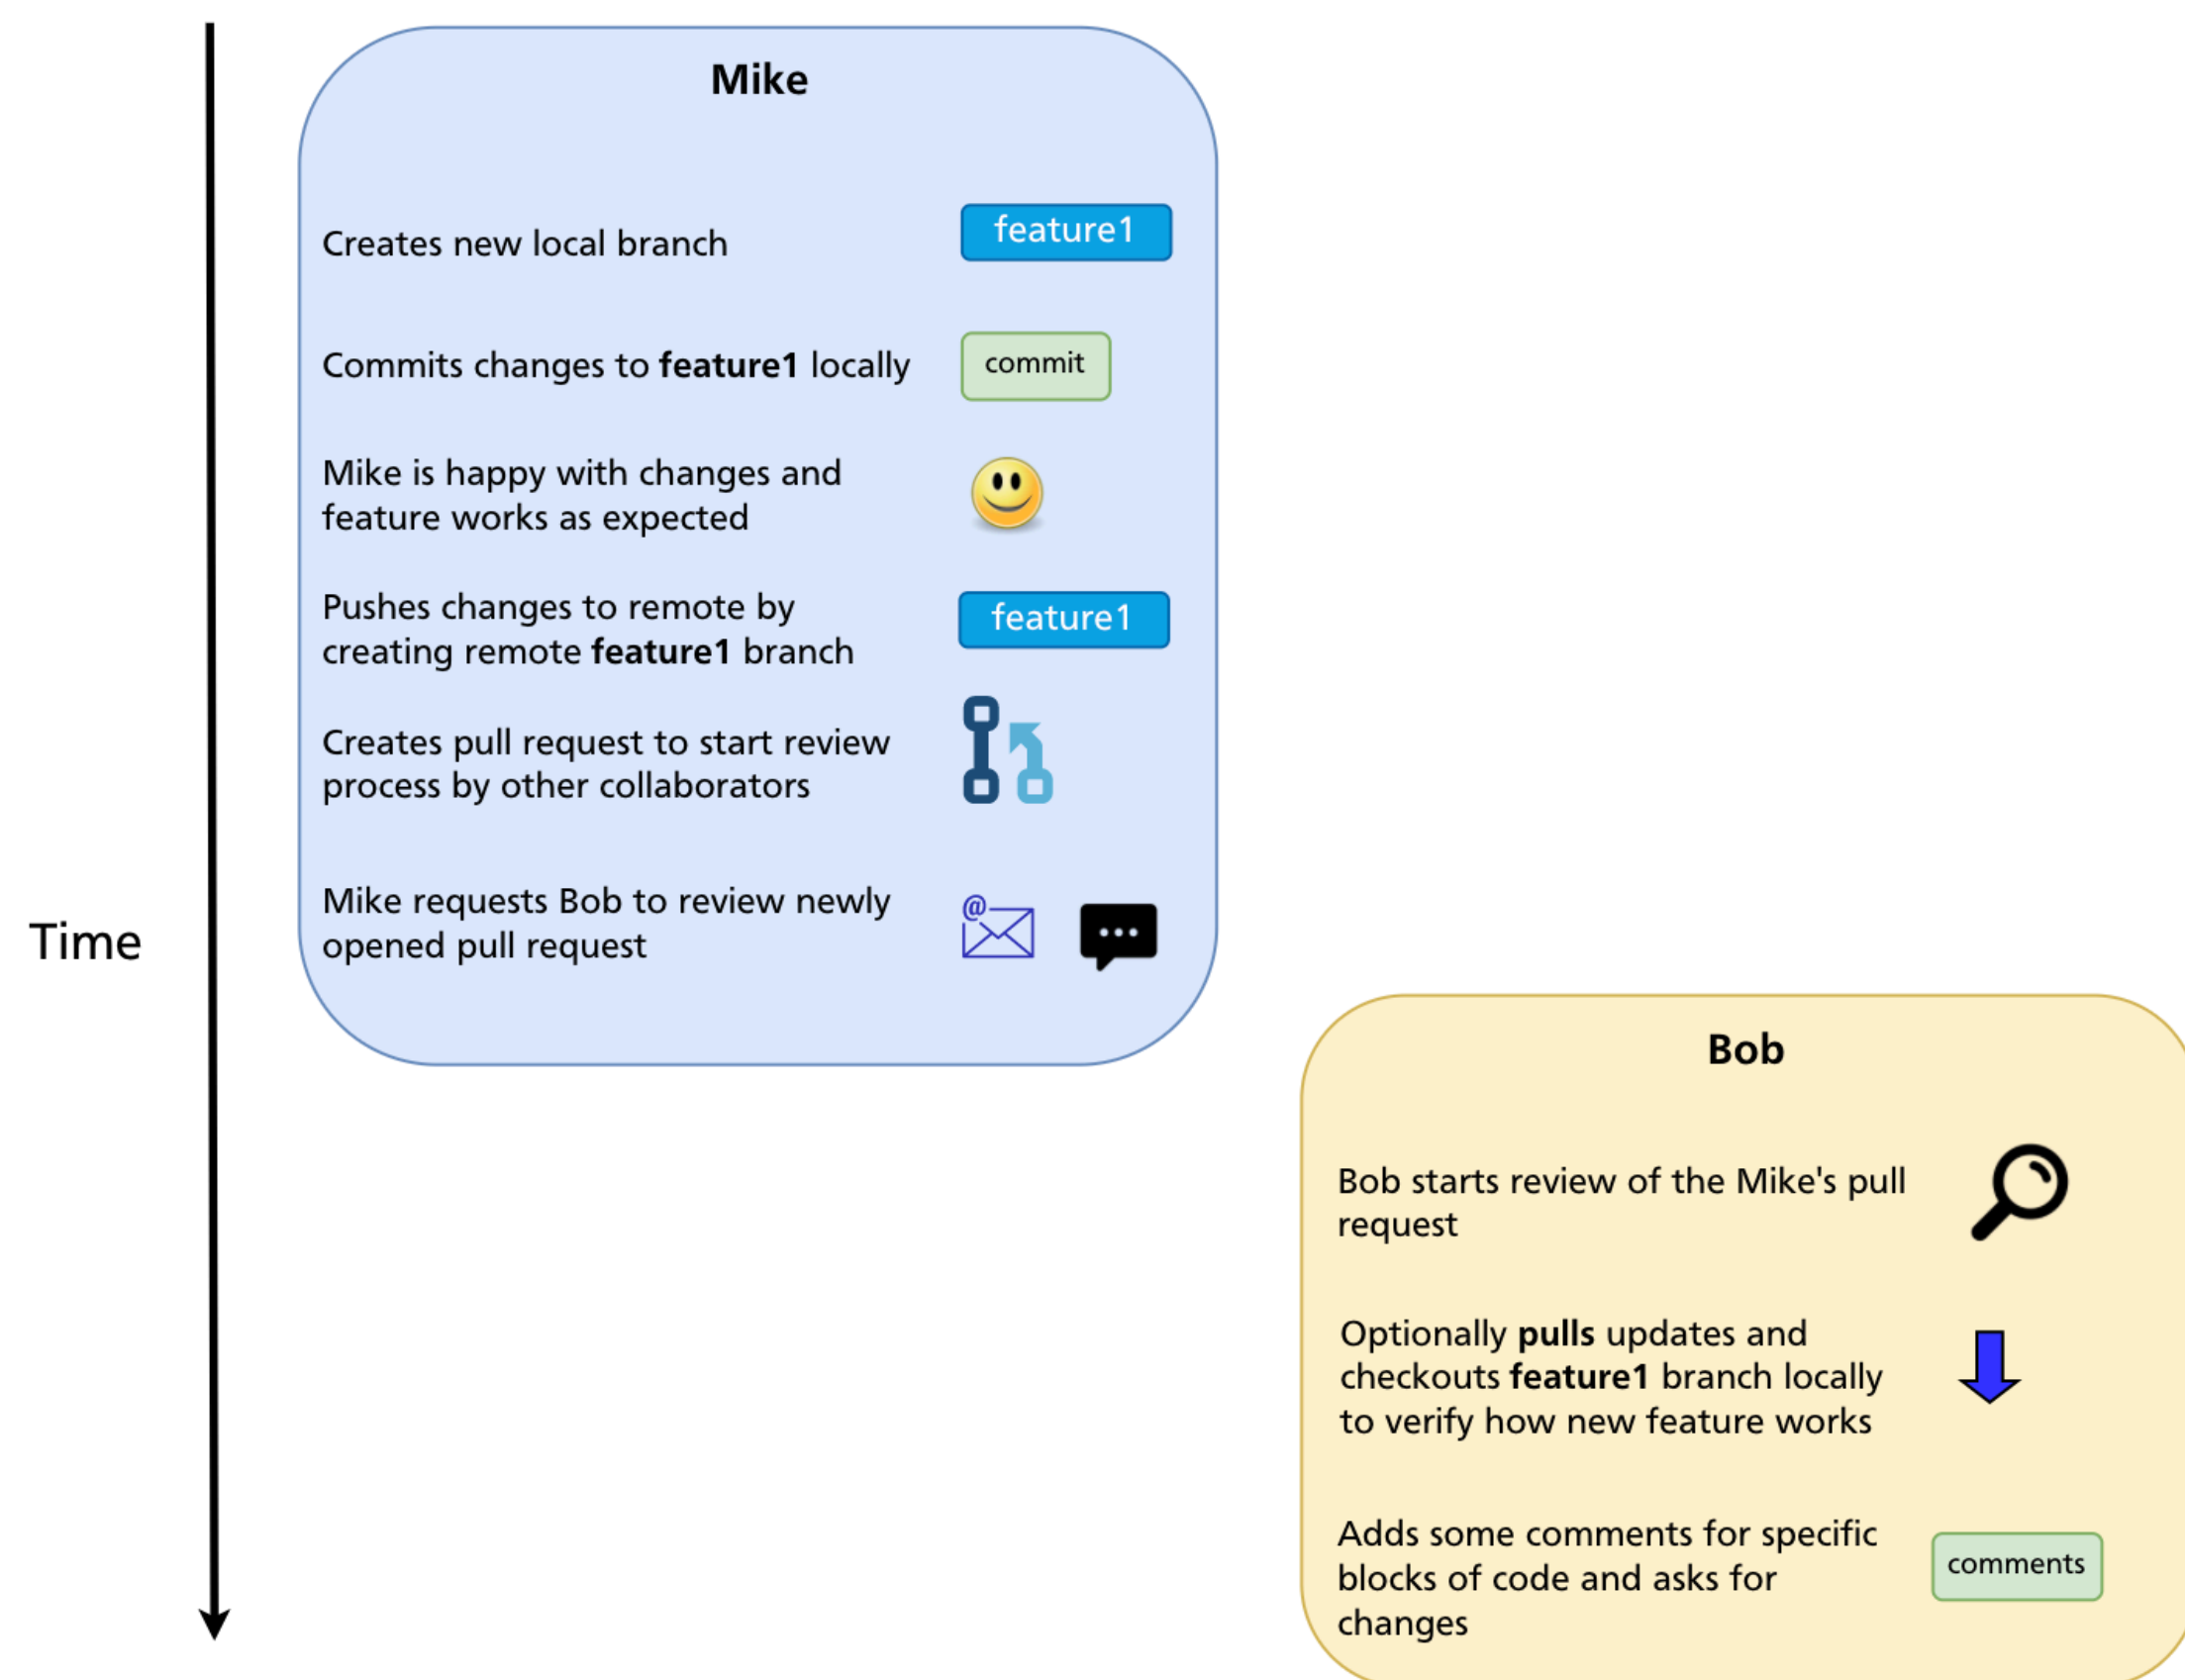 Mike
Creates new local branch
feature1
Commits changes to feature1 locally
commit
Mike is happy with changes and
feature works as expected
Pushes changes to remote by
creating remote feature1 branch
feature1
Creates pull request to start review
process by other collaborators
Mike requests Bob to review newly
opened pull request
@
Time
Bob
Bob starts review of the Mike's pull
request
Optionally pulls updates and
checkouts feature1 branch locally
to verify how new feature works
Adds some comments for specific
blocks of code and asks for
changes
comments